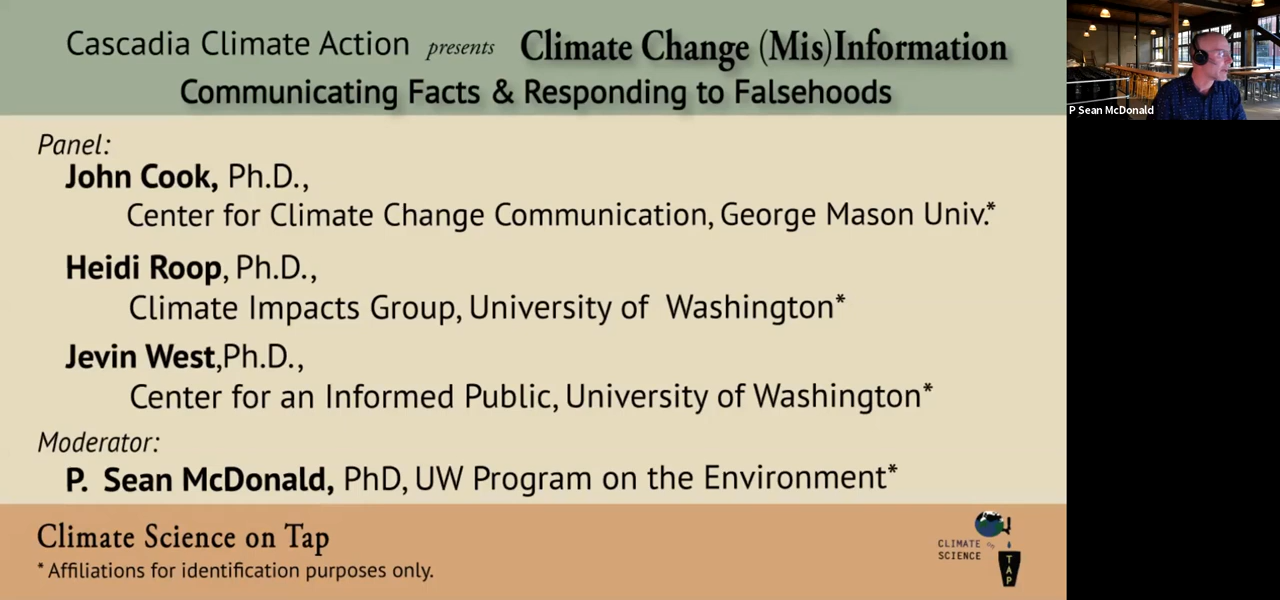 Cascadia Climate Action presents Climate Change (Mis)Information
Communicating Facts & Responding to Falsehoods
Panel:
John Cook, Ph.D.,
Center for Climate Change Communication, George Mason Univ.*
Heidi Roop, Ph.D.,
Climate Impacts Group, University of Washington*
Jevin West,Ph.D.,
Center for an Informed Public, University of Washington*
Moderator:
P. Sean McDonald, PhD, UW Program on the Environment*
Climate Science on Tap
* Affiliations for identification purposes only.
CLIMATE
SCIENCE
TAP
P Sean McDonald